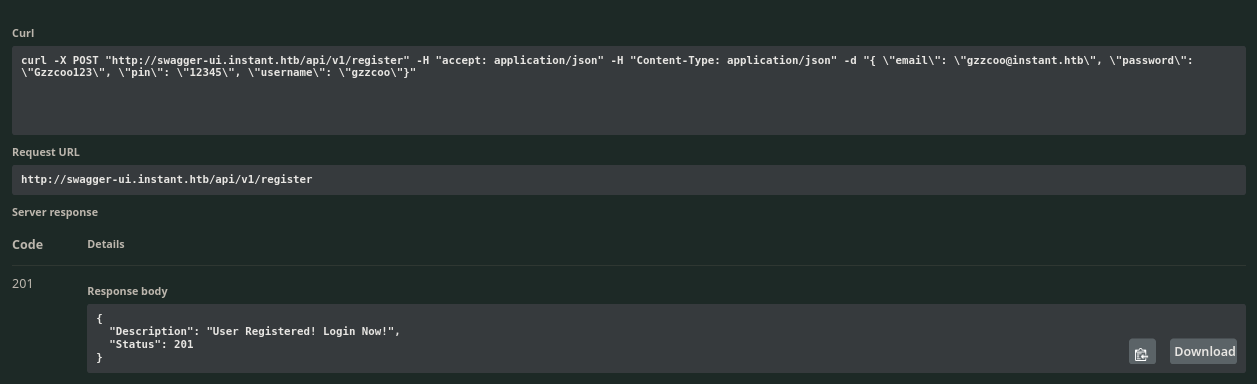 Curl
curl -X POST "http://swagger-ui.instant.htb/api/v1/register" -H "accept: application/json" -H "Content-Type: application/json" -d "{ \"email\": \"gzzcoo@instant.htb\", \"password\":
\"Gzzcoo123\", \"pin\": \"12345\", \"username\": \"gzzcoo\"}"
Request URL
http://swagger-ui.instant.htb/api/v1/register
Server response
Code Details
201
Response body
{
"Description": "User Registered! Login Now!",
"Status": 201
}
Download